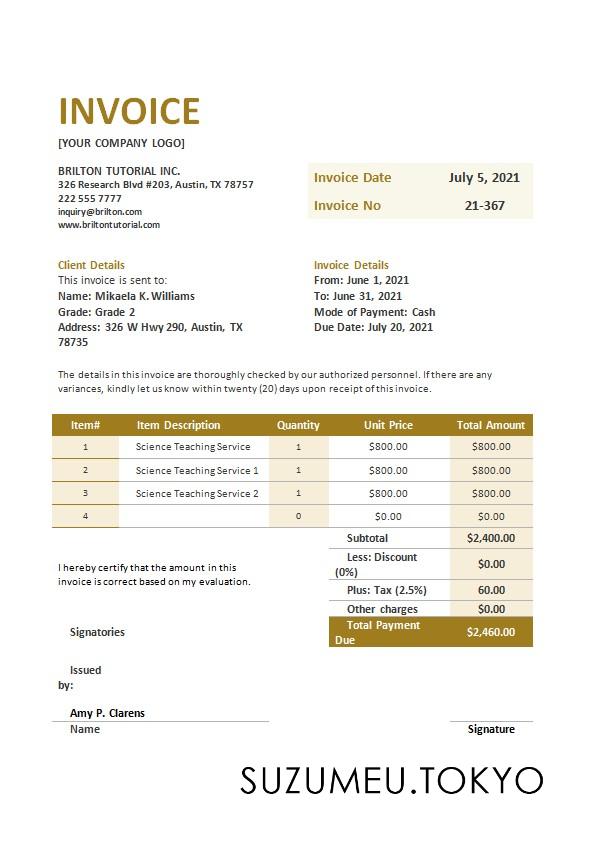 INVOICE
[YOUR COMPANY LOGO]
BRILTON TUTORIAL INC.
326 Research Blvd #203, Austin, TX 78757
222 555 7777
inquiry@brilton.com
www.briltontutorial.com
Invoice Date July 5, 2021
Invoice No 21-367
Client Details
This invoice is sent to:
Name: Mikaela K. Williams
Grade: Grade 2
Address: 326 W Hwy 290, Austin, TX
78735
Invoice Details
From: June 1, 2021
To: June 31, 2021
Mode of Payment: Cash
Due Date: July 20, 2021
The details in this invoice are thoroughly checked by our authorized personnel. If there are any
variances, kindly let us know within twenty (20) days upon receipt of this invoice.
Item# Item Description Quantity Unit Price Total Amount
1 Science Teaching Service 1 $800.00 $800.00
2 Science Teaching Service 1 1 $800.00 $800.00
3 Science Teaching Service 2 1 $800.00 $800.00
4 0 $0.00 $0.00
Subtotal $2,400.00
Less: Discount
(0%) $0.00
Plus: Tax (2.5%) 60.00
Other charges $0.00
Total Payment
Due $2,460.00
I hereby certify that the amount in this
invoice is correct based on my evaluation.
Signatories
Issued
by:
Amy P. Clarens
Name Signature
SUZUMEU.TOKYO